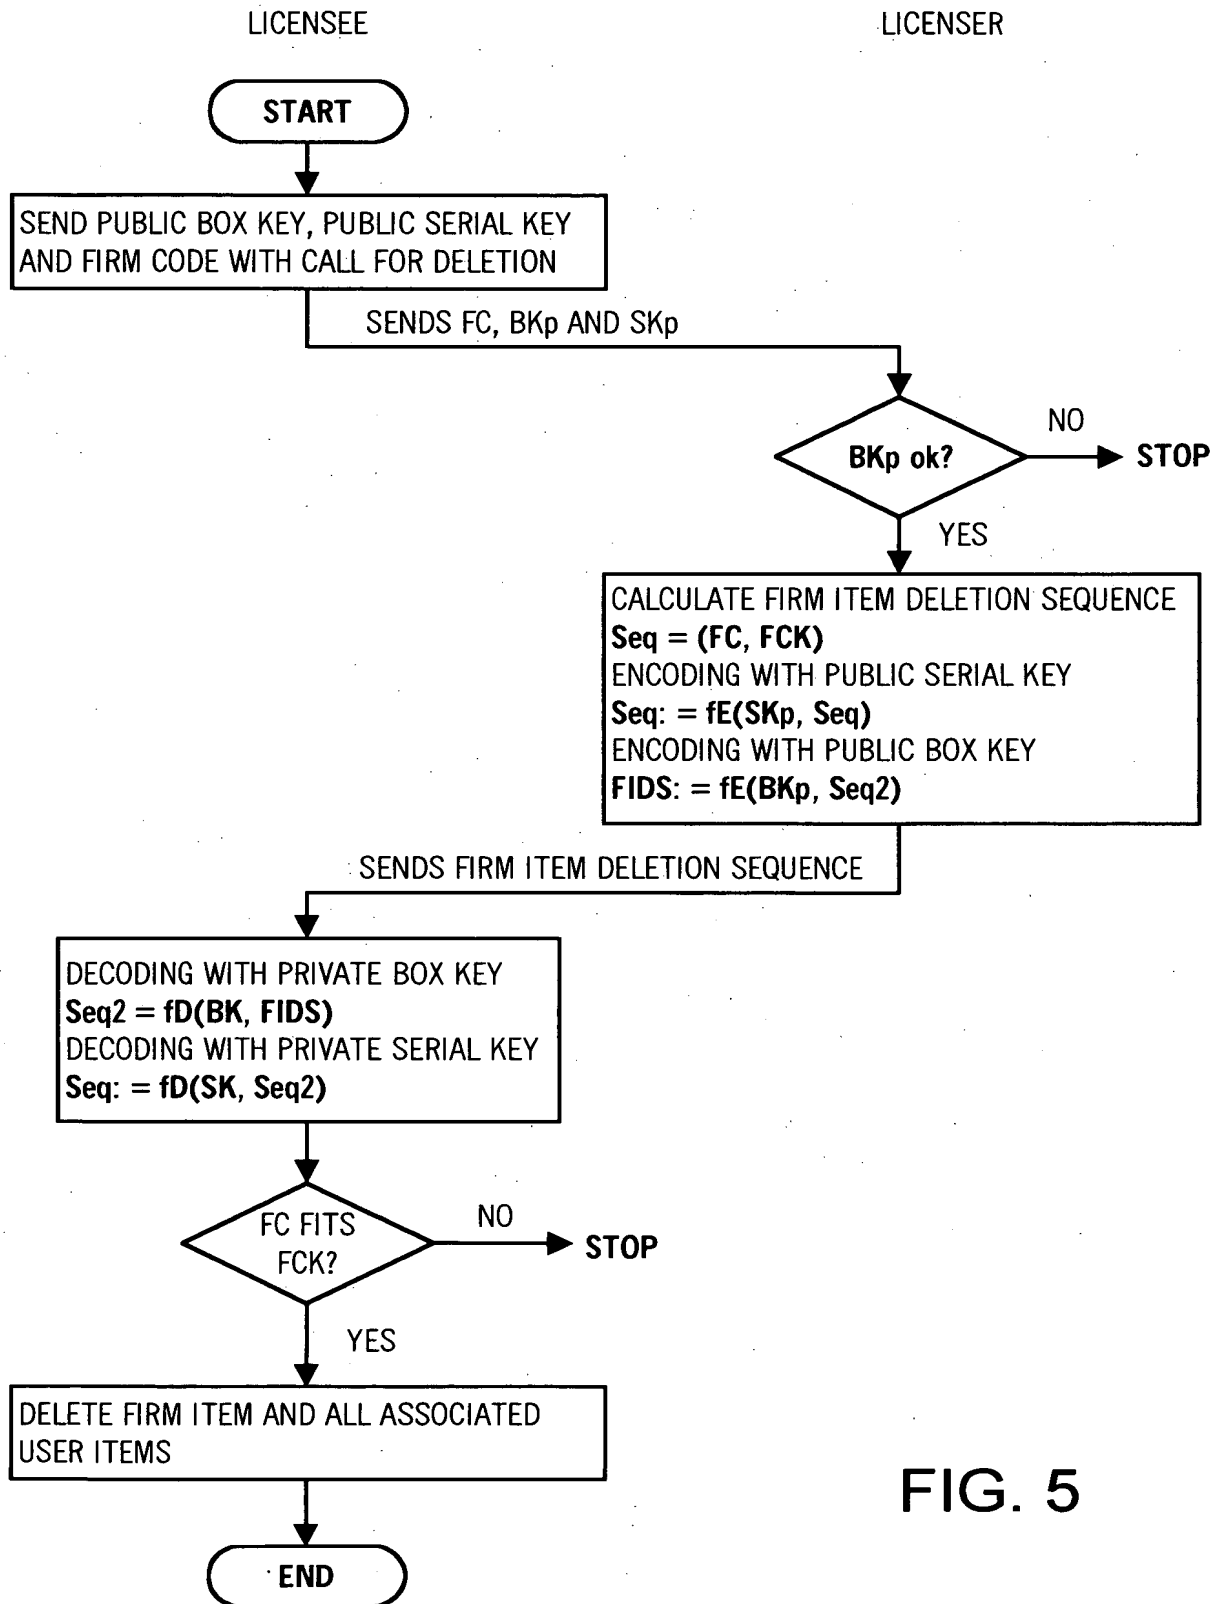 LICENSEE
LICENSER
START
SEND PUBLIC BOX KEY, PUBLIC SERIAL KEY
AND FIRM CODE WITH CALL FOR DELETION
SENDS FC, BKp AND SKp
BKp ok?
NO
STOP
YES
CALCULATE FIRM ITEM DELETION SEQUENCE
Seq = (FC, FCK)
ENCODING WITH PUBLIC SERIAL KEY
Seq: = fE(SKp, Seq)
ENCODING WITH PUBLIC BOX KEY
FIDS: = fE(BKp, Seq2)
SENDS FIRM ITEM DELETION SEQUENCE
DECODING WITH PRIVATE BOX KEY
Seq2 = fD(BK, FIDS)
DECODING WITH PRIVATE SERIAL KEY
Seq: = fD(SK, Seq2)
FC FITS
FCK?
NO
STOP
YES
DELETE FIRM ITEM AND ALL ASSOCIATED
USER ITEMS
END
FIG. 5